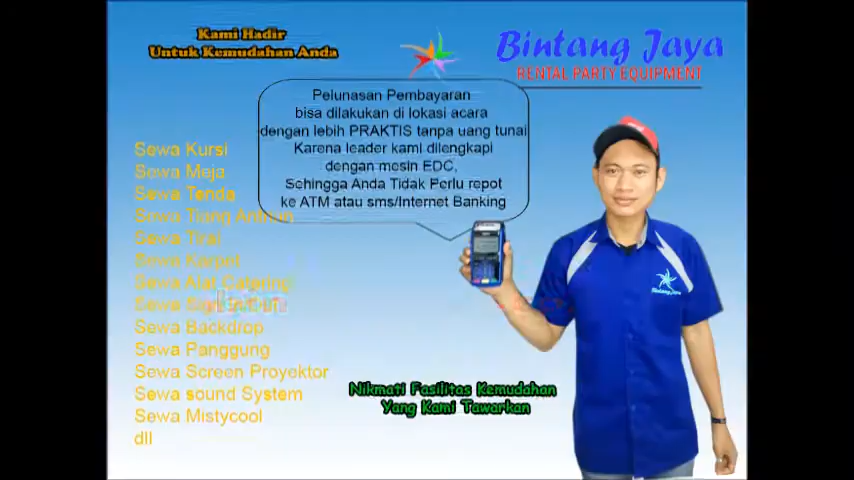 Kami Hadir
Untuk Kemudahan Anda
Bintang Jaya
RENTAL PARTY EQUIPMENT
Pelunasan Pembayaran
bisa dilakukan di lokasi acara
dengan lebih PRAKTIS tanpa uang tunai
Karena leader kami dilengkapi
dengan mesin EDC,
Sehingga Anda Tidak Perlu repot
ke ATM atau sms/Internet Banking
Sewa Kursi
Sewa Meja
Sewa Tenda
Sewa Tiang Antrian
Sewa Tirai
Sewa Karpet
Sewa Alat Catering
Sewa
Sewa Backdrop
Sewa Panggung
Sewa Screen Proyektor
Sewa sound System
Sewa Mistycool
dll
Nikmati Fasilitas Kemudahan
Yang Kami Tawarkan
Bintang Jaya